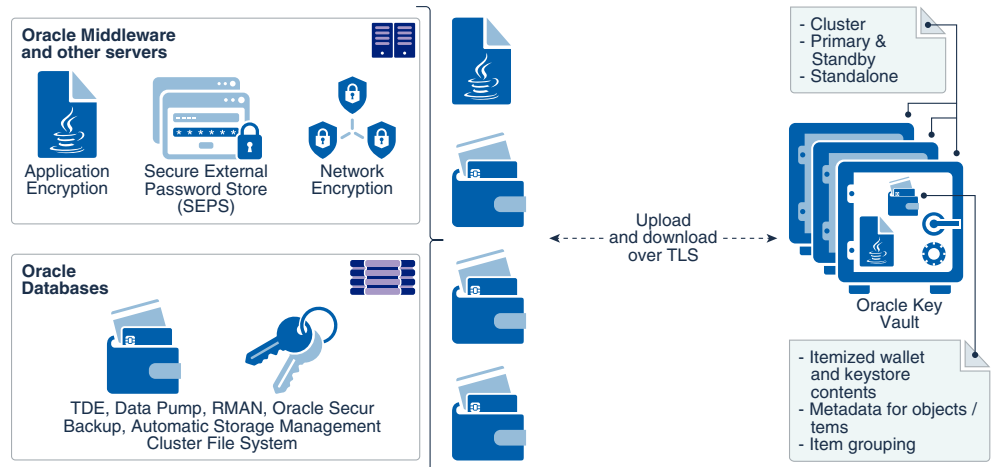 Oracle Middleware
and other servers
Application
Encryption
Secure External
Password Store
(SEPS)
Network
Encryption
Oracle
Databases
TDE, Data Pump, RMAN, Oracle Secur
Backup, Automatic Storage Management
Cluster File System
Upload
and download
over TLS
- Cluster
- Primary &
Standby
- Standalone
Oracle Key
Vault
- Itemized wallet
and keystore
contents
- Metadata for objects /
tems
- Item grouping